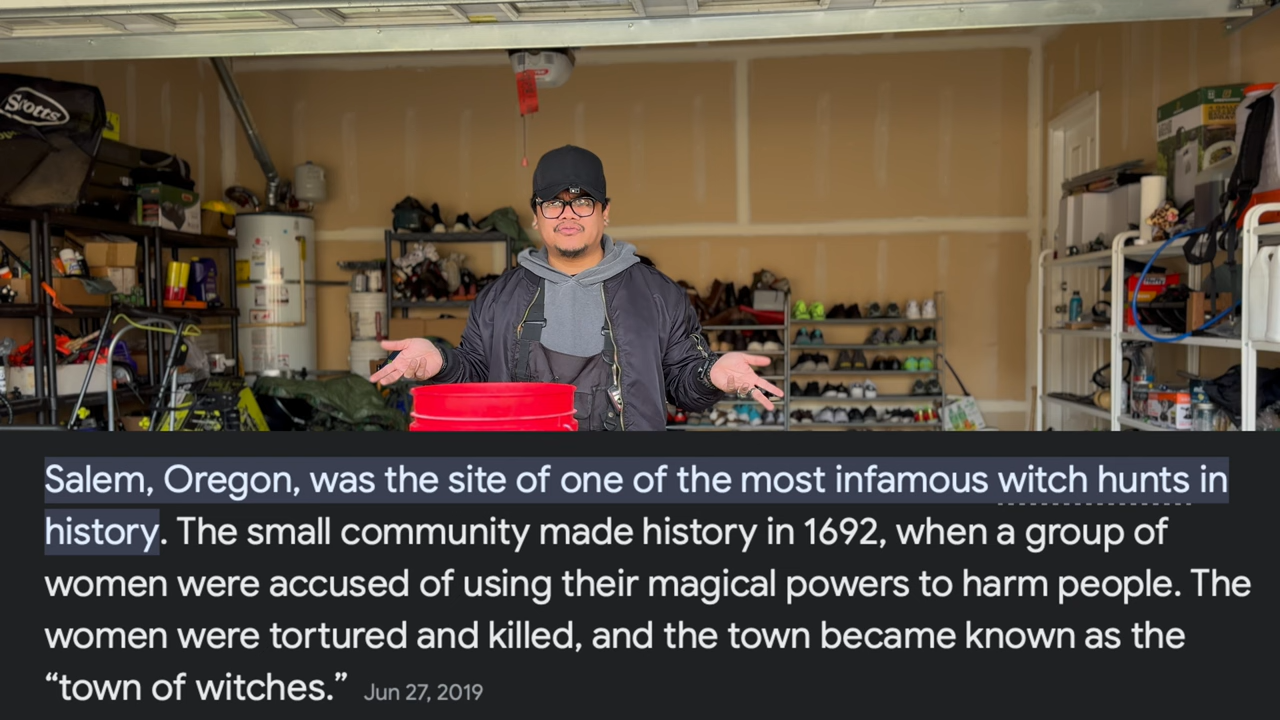 Scotts
Salem, Oregon, was the site of one of the most infamous witch hunts in
history. The small community made history in 1692, when a group of
women were accused of using their magical powers to harm people. The
women were tortured and killed, and the town became known as the
“town of witches.” Jun 27, 2019